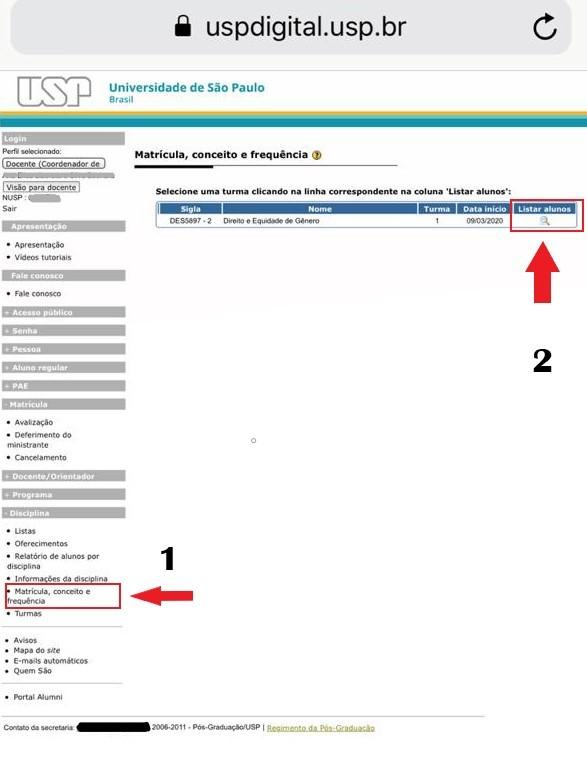 uspdigital.usp.br
USP
Universidade de São Paulo
Brasil
Login
Perfil selecionado:
Docente (Coordenador de
Visão para docente
NUSP :
Sair
Apresentação
• Apresentação
• Vídeos tutoriais
Fale conosco
• Fale conosco
+ Acesso público
+ Senha
+ Pessoa
+ Aluno regular
+ PAE
- Matrícula
• Avalização
• Deferimento do
ministrante
• Cancelamento
+ Docente/Orientador
+ Programa
- Disciplina
• Listas
• Oferecimentos
• Relatório de alunos por
disciplina
• Informações da disciplina
• Matrícula, conceito e
frequência
• Turmas
1
• Avisos
• Mapa do site
• E-mails automáticos
• Quem São
• Portal Alumni
Matrícula, conceito e frequência ?
Selecione uma turma clicando na linha correspondente na coluna 'Listar alunos':
Sigla Nome Turma Data início Listar alunos
DES5897 - 2 Direito e Equidade de Gênero 1 09/03/2020
2
Contato da secretaria: 2006-2011 - Pós-Graduação/USP | Regimento da Pós-Graduação